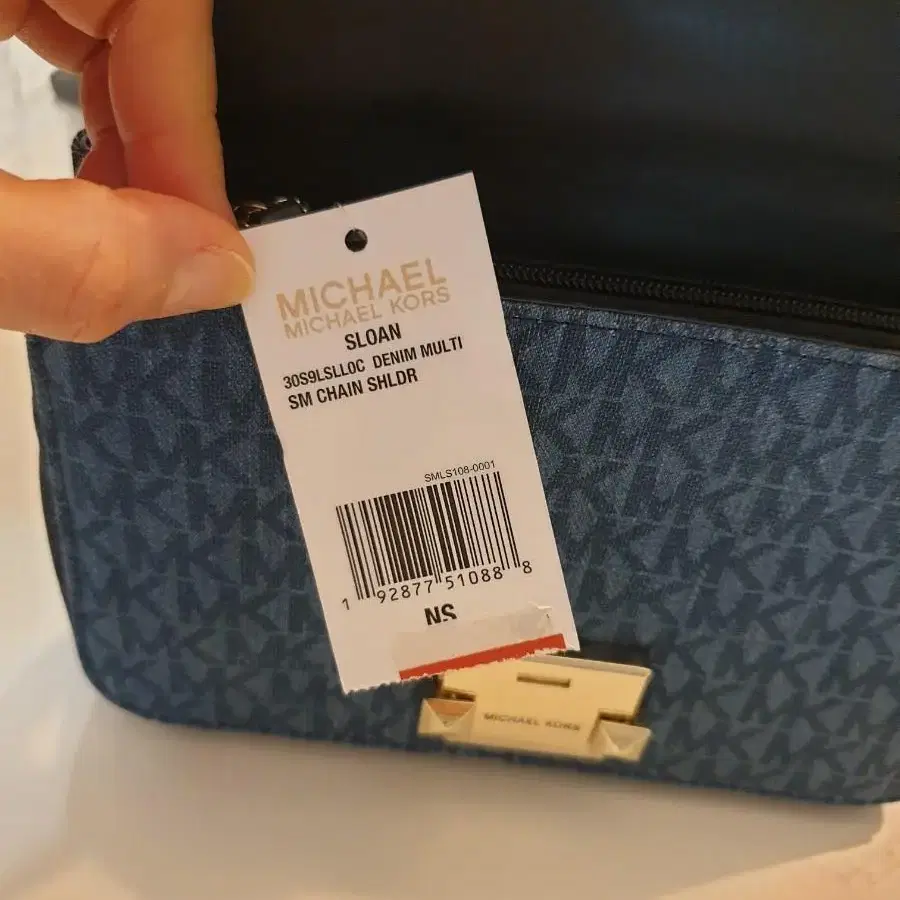 MICHAEL
MICHAEL KORS
SLOAN
30S9LSLL0C DENIM MULTI
SM CHAIN SHLDR
SMLS108-0001
1 92877 51088 8
NS
MICHAEL KORS